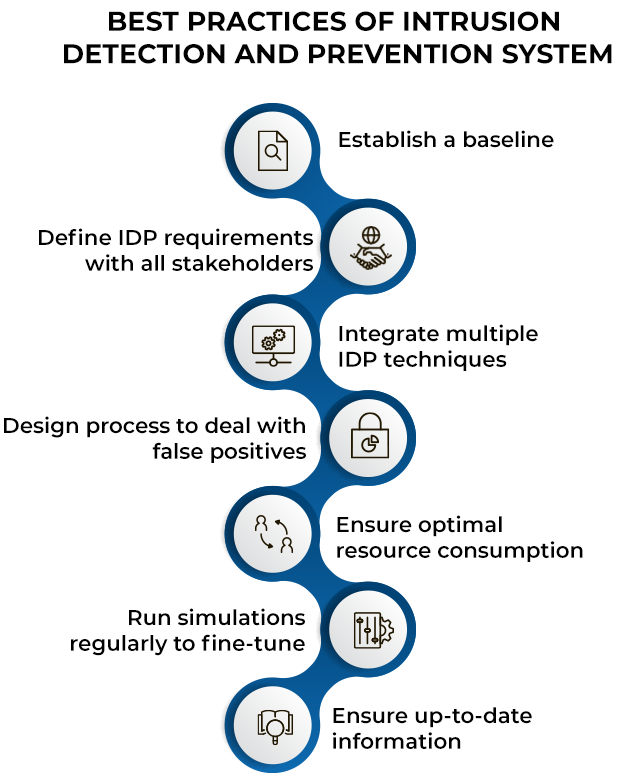 BEST PRACTICES OF INTRUSION
DETECTION AND PREVENTION SYSTEM
Establish a baseline
Define IDP requirements
with all stakeholders
Integrate multiple
IDP techniques
Design process to deal with
false positives
Ensure optimal
resource consumption
Run simulations
regularly to fine-tune
Ensure up-to-date
information